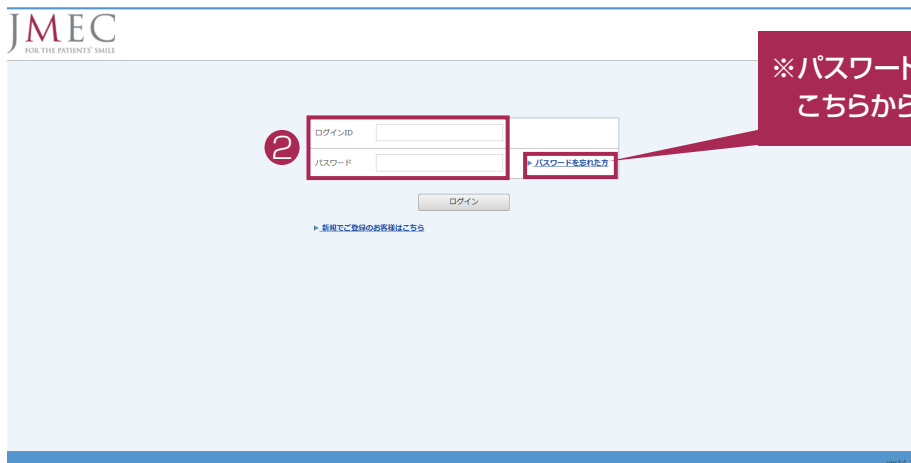 JMEC
FOR THE PATIENTS' SMILE
※パスワード
こちらから
❷
ログインID
パスワード
▶ パスワードを忘れた方
ログイン
▶ 新規でご登録のお客様はこちら